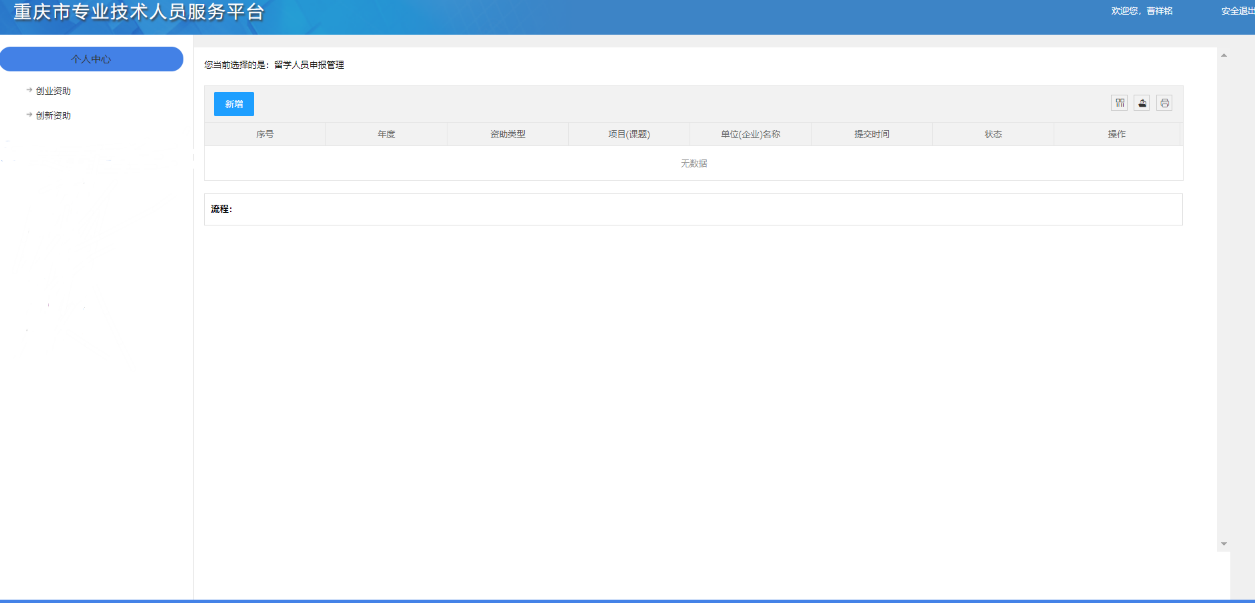 重庆市专业技术人员服务平台
欢迎您，曹样铭
安全退出
个人中心
创业资助
创新资助
您当前选择的是：留学人员申报管理
新增
序号 年度 资助类型 项目(课题) 单位(企业)名称 提交时间 状态 操作
无数据
流程：